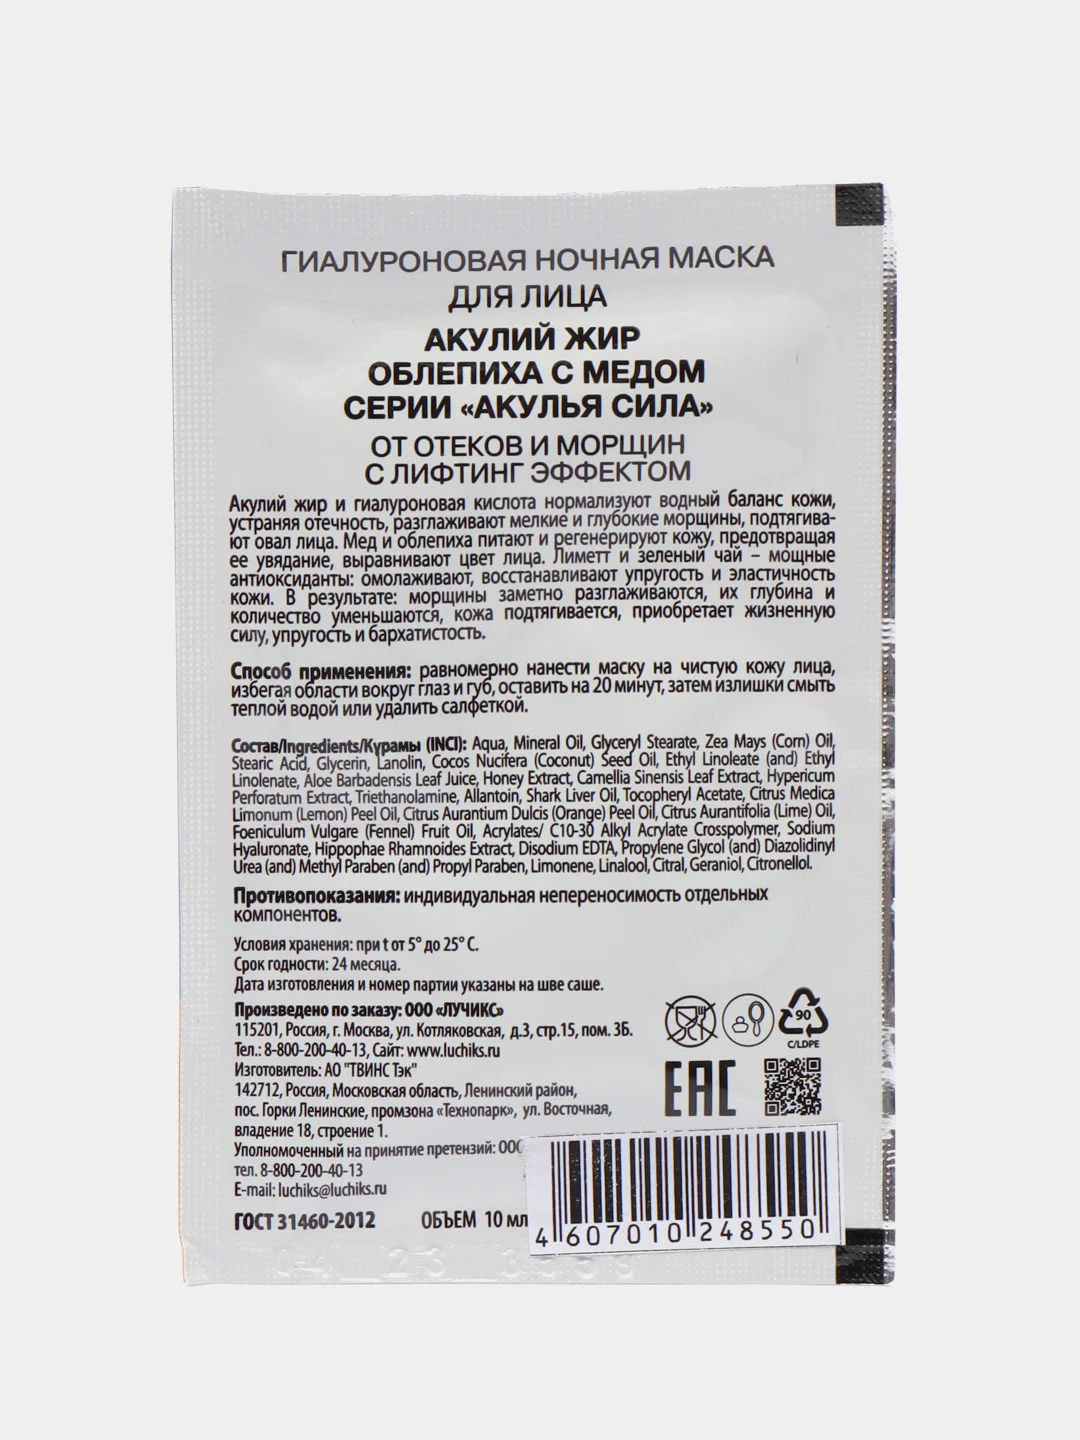 ГИАЛУРОНОВАЯ НОЧНАЯ МАСКА
ДЛЯ ЛИЦА
АКУЛИЙ ЖИР
ОБЛЕПИХА С МЕДОМ
СЕРИИ «АКУЛЬЯ СИЛА»
ОТ ОТЕКОВ И МОРЩИН
С ЛИФТИНГ ЭФФЕКТОМ
Акулий жир и гиалуроновая кислота нормализуют водный баланс кожи,
устраняя отечность, разглаживают мелкие и глубокие морщины, подтягива-
ют овал лица. Мед и облепиха питают и регенерируют кожу, предотвращая
ее увядание, выравнивают цвет лица. Лиметт и зеленый чай – мощные
антиоксиданты: омолаживают, восстанавливают упругость и эластичность
кожи. В результате: морщины заметно разглаживаются, их глубина и
количество уменьшаются, кожа подтягивается, приобретает жизненную
силу, упругость и бархатистость.
Способ применения: равномерно нанести маску на чистую кожу лица,
избегая области вокруг глаз и губ, оставить на 20 минут, затем излишки смыть
теплой водой или удалить салфеткой.
Состав/Ingredients/Құрамы (INCI): Aqua, Mineral Oil, Glyceryl Stearate, Zea Mays (Corn) Oil,
Stearic Acid, Glycerin, Lanolin, Cocos Nucifera (Coconut) Seed Oil, Ethyl Linoleate (and) Ethyl
Linolenate, Aloe Barbadensis Leaf Juice, Honey Extract, Camellia Sinensis Leaf Extract, Hypericum
Perforatum Extract, Triethanolamine, Allantoin, Shark Liver Oil, Tocopheryl Acetate, Citrus Medica
Limonum (Lemon) Peel Oil, Citrus Aurantium Dulcis (Orange) Peel Oil, Citrus Aurantifolia (Lime) Oil,
Foeniculum Vulgare (Fennel) Fruit Oil, Acrylates/ C10-30 Alkyl Acrylate Crosspolymer, Sodium
Hyaluronate, Hippophae Rhamnoides Extract, Disodium EDTA, Propylene Glycol (and) Diazolidinyl
Urea (and) Methyl Paraben (and) Propyl Paraben, Limonene, Linalool, Citral, Geraniol, Citronellol.
Противопоказания: индивидуальная непереносимость отдельных
компонентов.
Условия хранения: при t от 5° до 25° С.
Срок годности: 24 месяца.
Дата изготовления и номер партии указаны на шве саше.
Произведено по заказу: ООО «ЛУЧИКС»
115201, Россия, г. Москва, ул. Котляковская, д.3, стр.15, пом. 3Б.
Тел.: 8-800-200-40-13, Сайт: www.luchiks.ru
Изготовитель: АО "ТВИНС Тэк"
142712, Россия, Московская область, Ленинский район,
пос. Горки Ленинские, промзона «Технопарк», ул. Восточная,
владение 18, строение 1.
Уполномоченный на принятие претензий: ООО
тел. 8-800-200-40-13
E-mail: luchiks@luchiks.ru
ГОСТ 31460-2012 ОБЪЕМ 10 мл
90
C/LDPE
EAC
4 607010 248550